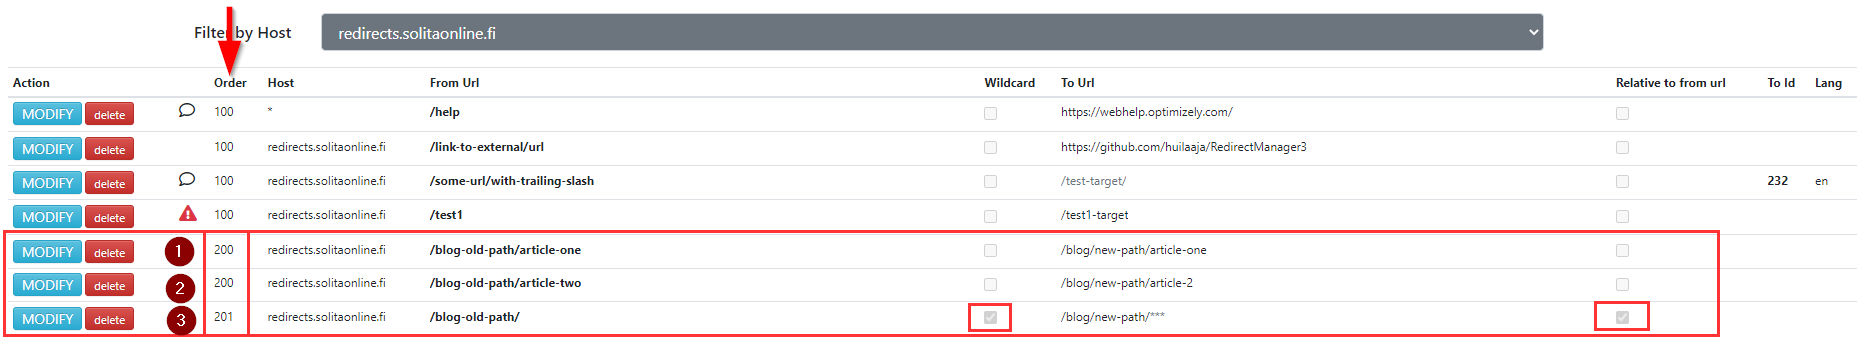 Filter by Host redirects.solitaonline.fi
Action Order Host From Url Wildcard To Url Relative to from url To Id Lang
MODIFY delete 100 * /help https://webhelp.optimizely.com/
MODIFY delete 100 redirects.solitaonline.fi /link-to-external/url https://github.com/huilaaja/RedirectManager3
MODIFY delete 100 redirects.solitaonline.fi /some-url/with-trailing-slash /test-target/ 232 en
MODIFY delete 100 redirects.solitaonline.fi /test1 /test1-target
MODIFY delete 1 200 redirects.solitaonline.fi /blog-old-path/article-one /blog/new-path/article-one
MODIFY delete 2 200 redirects.solitaonline.fi /blog-old-path/article-two /blog/new-path/article-2
MODIFY delete 3 201 redirects.solitaonline.fi /blog-old-path/ /blog/new-path/***